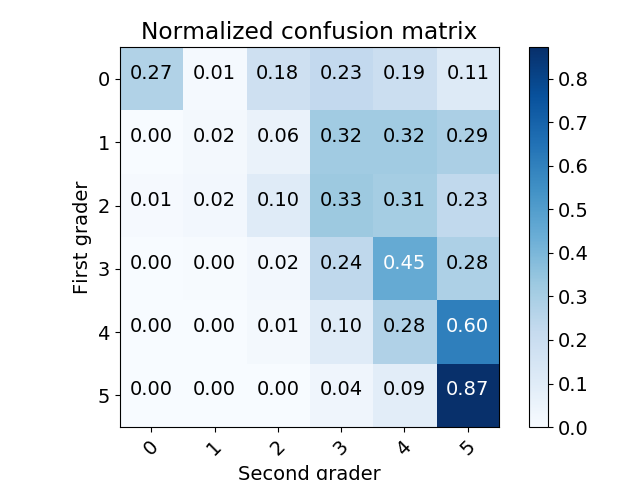 Normalized confusion matrix
0 0.27 0.01 0.18 0.23 0.19 0.11
1 0.00 0.02 0.06 0.32 0.32 0.29
2 0.01 0.02 0.10 0.33 0.31 0.23
3 0.00 0.00 0.02 0.24 0.45 0.28
4 0.00 0.00 0.01 0.10 0.28 0.60
5 0.00 0.00 0.00 0.04 0.09 0.87
0 1 2 3 4 5
First grader
Second grader
0.8
0.7
0.6
0.5
0.4
0.3
0.2
0.1
0.0